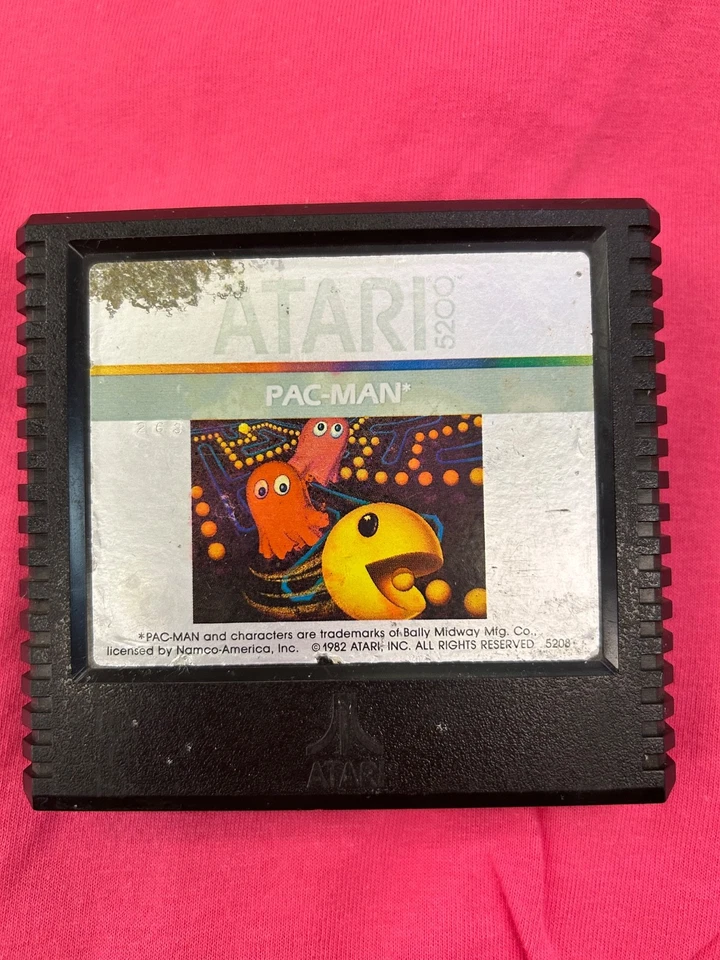 ATARI 5200
PAC-MAN*
263
*PAC-MAN and characters are trademarks of Bally Midway Mfg. Co.,
licensed by Namco-America, Inc. ©1982 ATARI, INC. ALL RIGHTS RESERVED 5208
ATARI